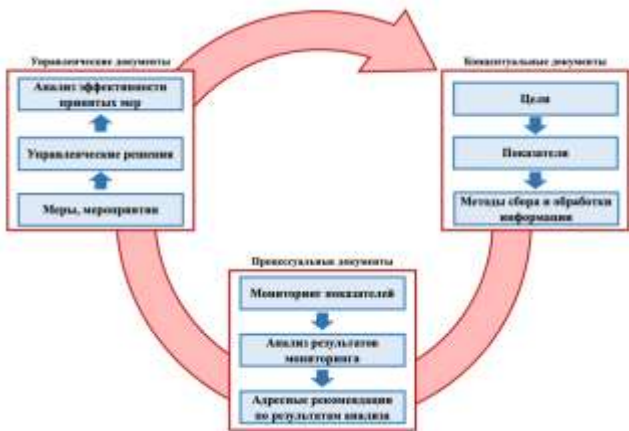 Управленческие документы
Анализ эффективности
принятых мер
Управленческие решения
Меры, мероприятия
Концептуальные документы
Цели
Показатели
Методы сбора и обработки
информации
Процессуальные документы
Мониторинг показателей
Анализ результатов
мониторинга
Адресные рекомендации
по результатам анализа